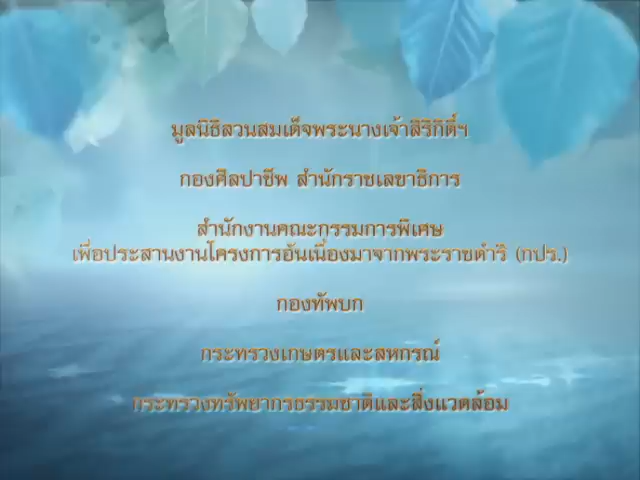 มูลนิธิสวนสมเด็จพระนางเจ้าสิริกิติ์ฯ
กองศิลปาชีพ สำนักราชเลขาธิการ
สำนักงานคณะกรรมการพิเศษ
เพื่อประสานงานโครงการอันเนื่องมาจากพระราชดำริ (กปร.)
กองทัพบก
กระทรวงเกษตรและสหกรณ์
กระทรวงทรัพยากรธรรมชาติและสิ่งแวดล้อม